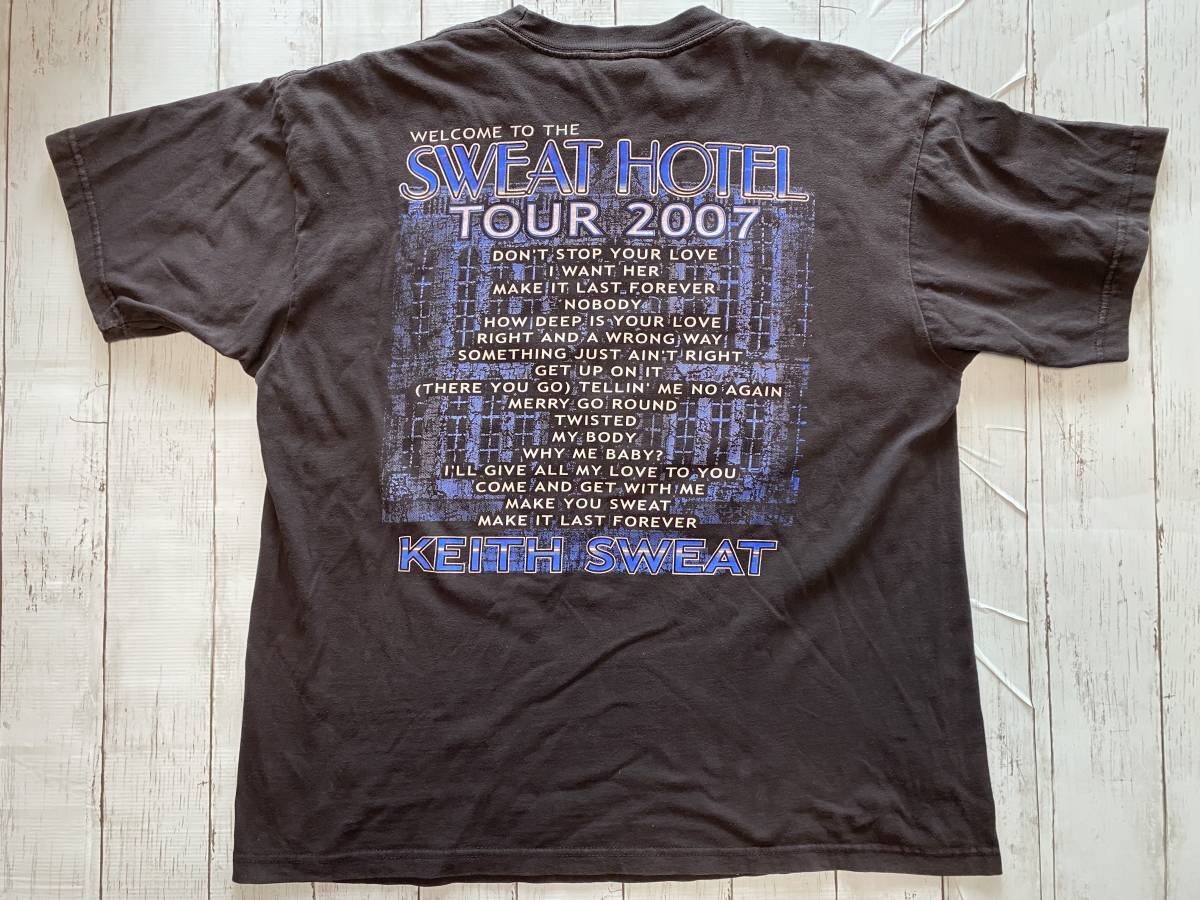 WELCOME TO THE
SWEAT HOTEL
TOUR 2007
DON'T STOP YOUR LOVE
I WANT HER
MAKE IT LAST FOREVER
NOBODY
HOW DEEP IS YOUR LOVE
RIGHT AND A WRONG WAY
SOMETHING JUST AIN'T RIGHT
GET UP ON IT
(THERE YOU GO) TELLIN' ME NO AGAIN
MERRY GO ROUND
TWISTED
MY BODY
WHY ME BABY?
I'LL GIVE ALL MY LOVE TO YOU
COME AND GET WITH ME
MAKE YOU SWEAT
MAKE IT LAST FOREVER
KEITH SWEAT